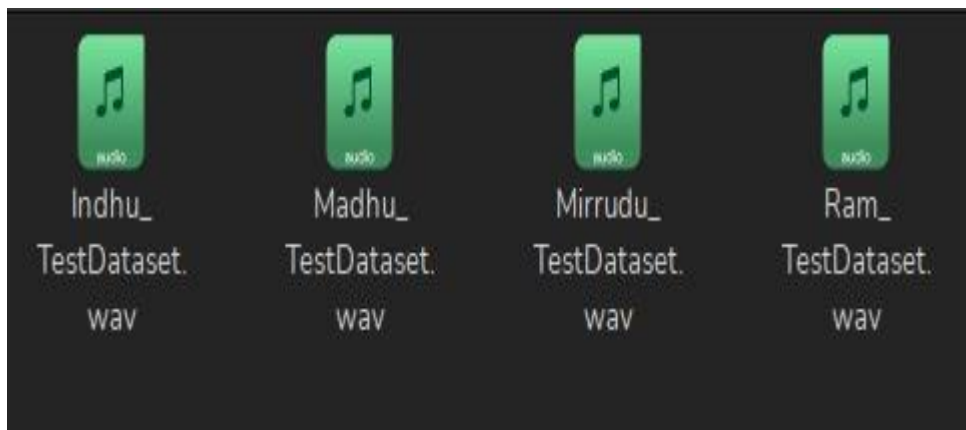 audio audio audio audio
Indhu_ Madhu_ Mirrudu_ Ram_
TestDataset. TestDataset. TestDataset. TestDataset.
wav wav wav wav